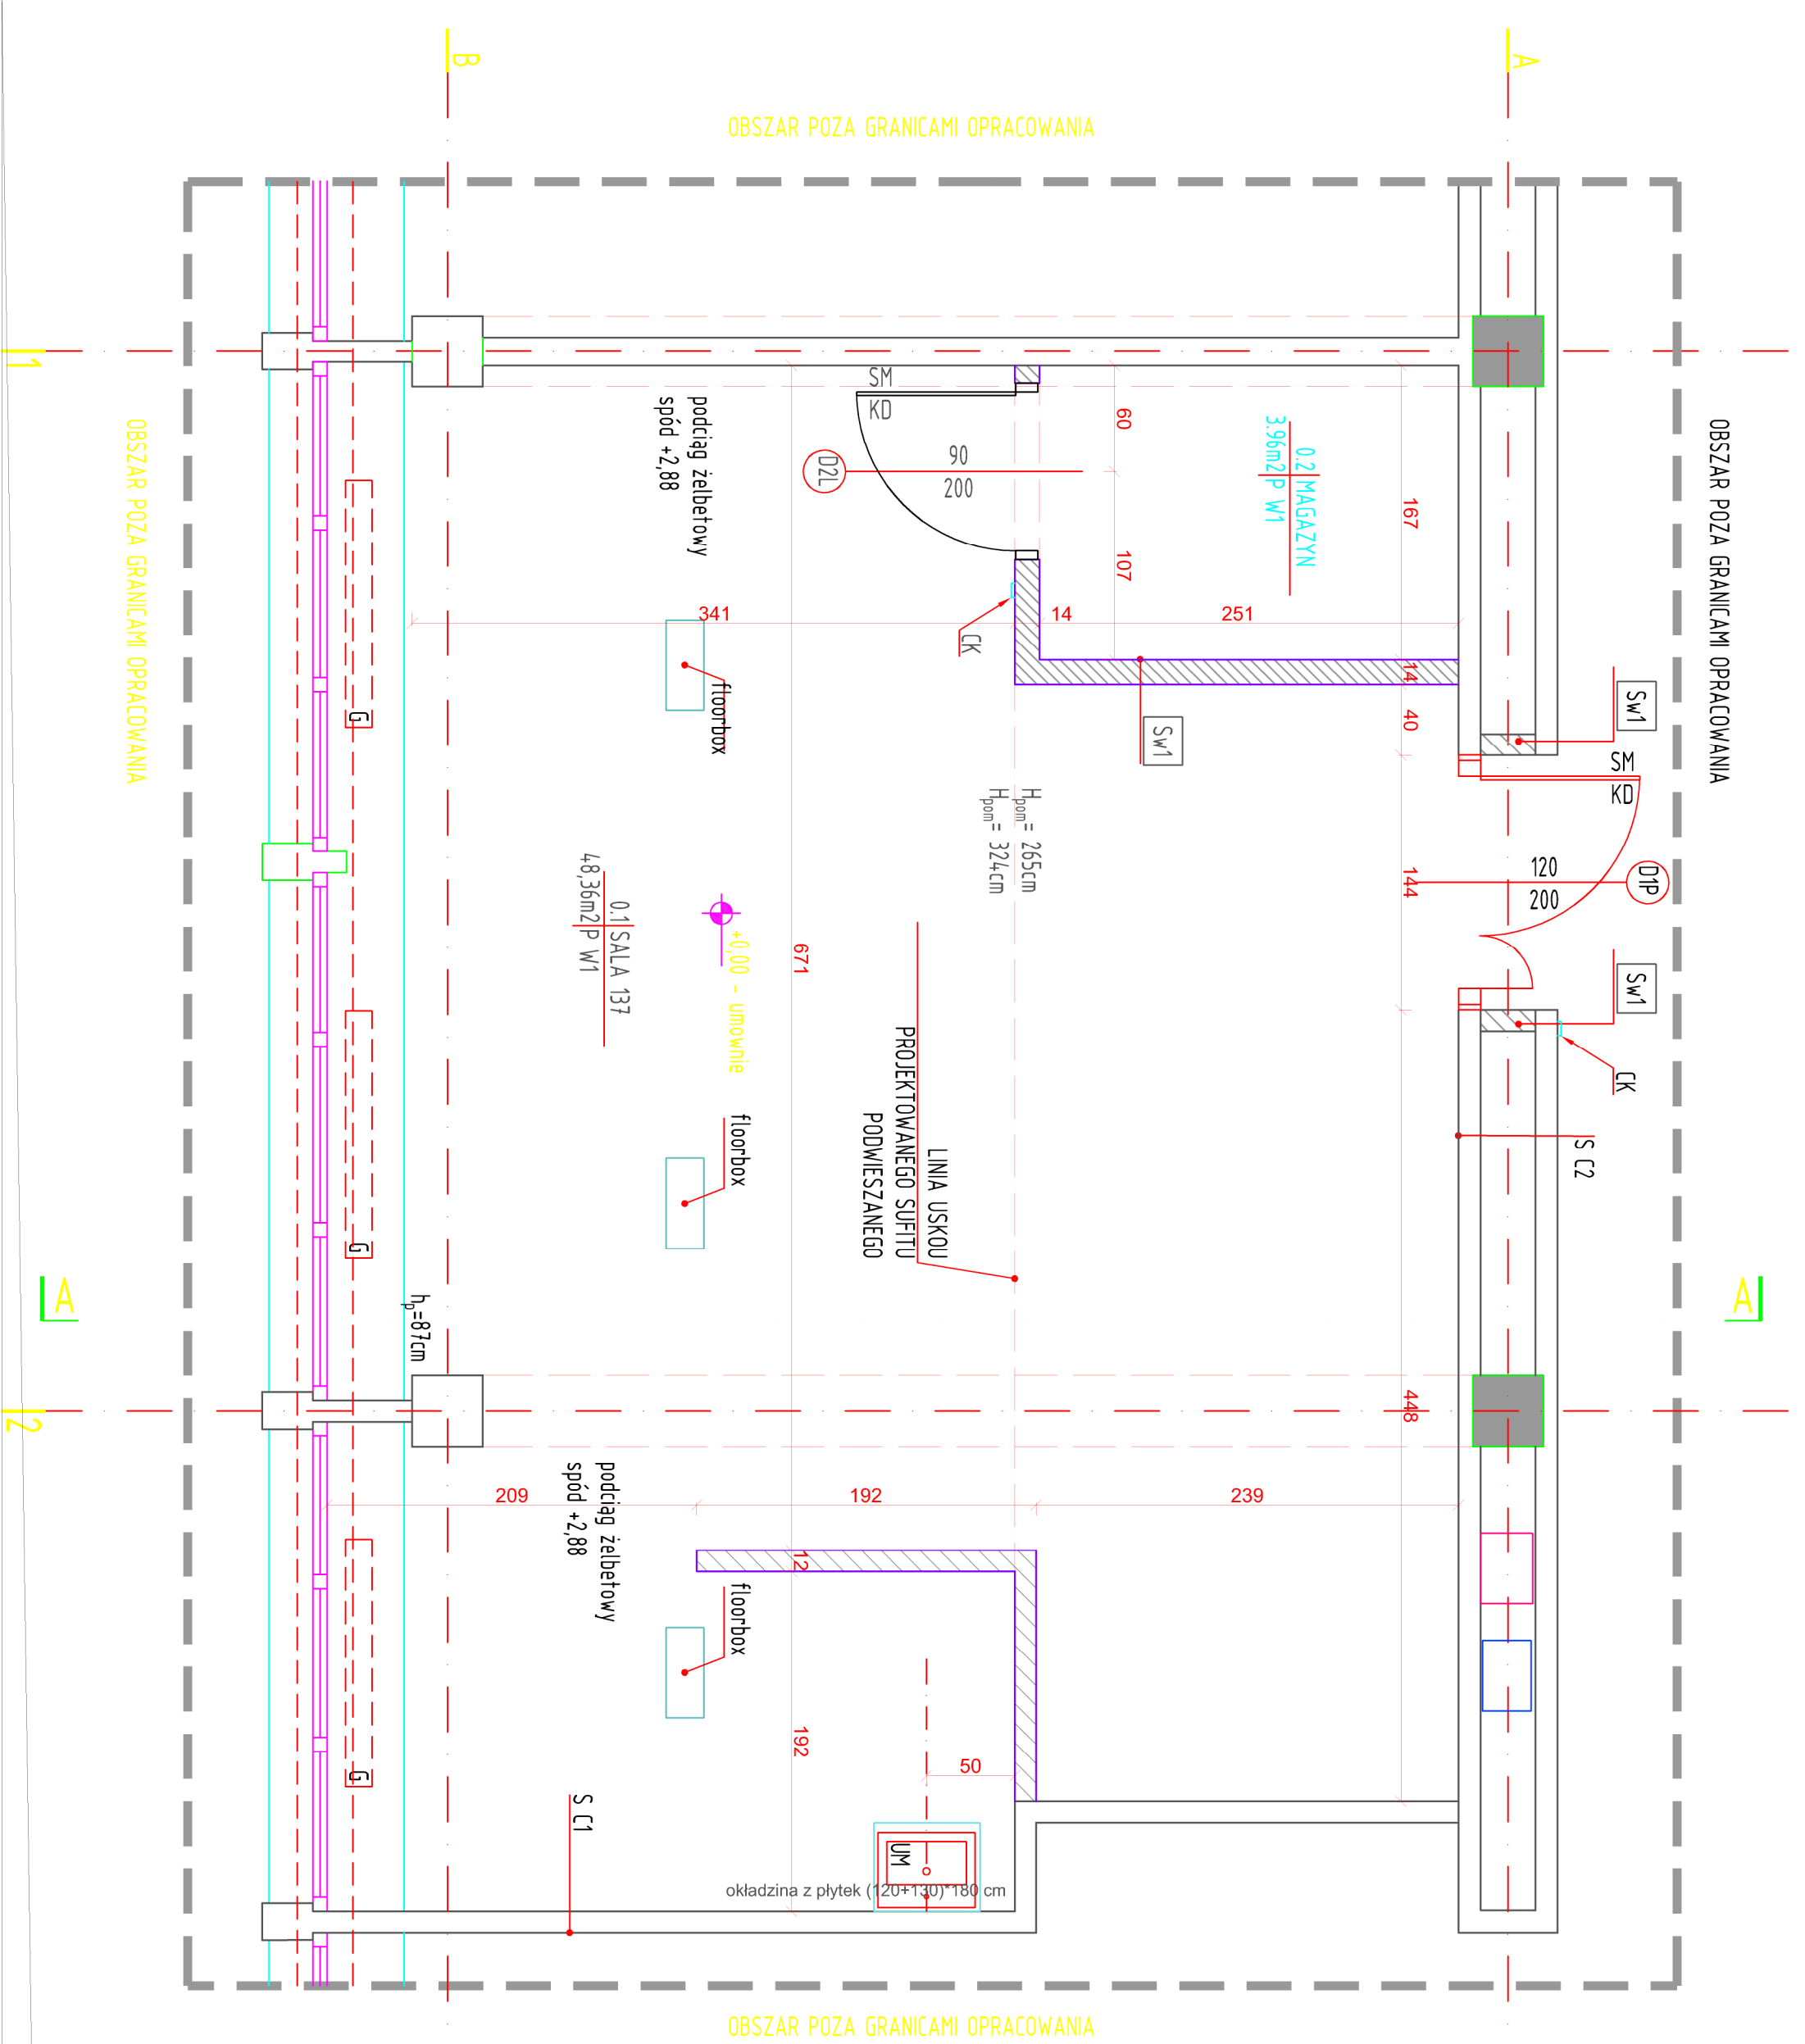 B
A
OBSZAR POZA GRANICAMI OPRACOWANIA
1
SM
KD
60
podciąg żelbetowy
spód +2,88
90
200
D2L
0.2 MAGAZYN
3.96m2 P W1
167
107
OBSZAR POZA GRANICAMI OPRACOWANIA
OBSZAR POZA GRANICAMI OPRACOWANIA
341
14
251
CK
14
G
floorbox
40
Sw1
Sw1
SM
KD
H pom= 265cm
H pom= 324cm
120
200
144
D1P
0.1 SALA 137
48,36m2 P W1
+0,00 - umownie
671
Sw1
CK
LINIA USKOU
PROJEKTOWANEGO SUFITU
PODWIESZANEGO
floorbox
S C2
G
A
A
hp=87cm
2
448
209
192
239
podciąg żelbetowy
spód +2,88
12
floorbox
192
50
G
S C1
UM
okładzina z płytek (120+130)*180 cm
OBSZAR POZA GRANICAMI OPRACOWANIA